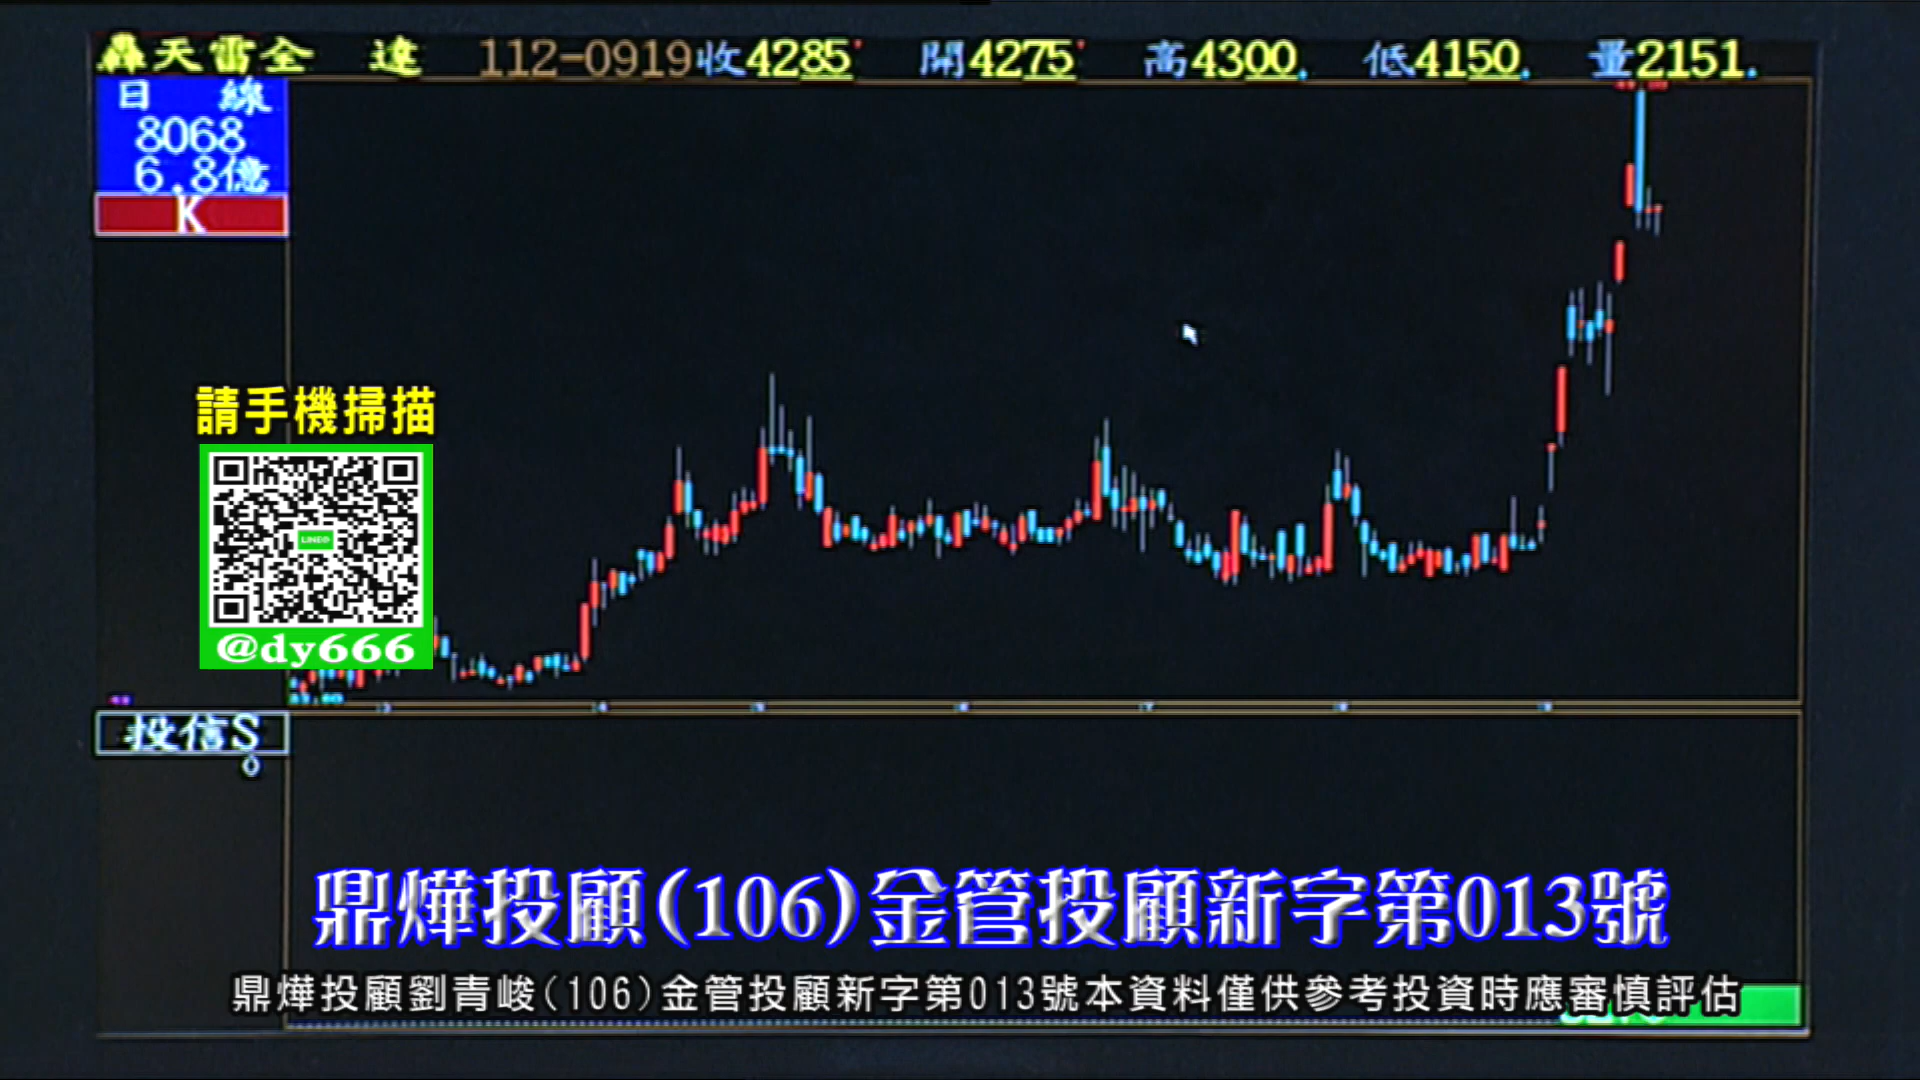 轟天雷全 達 112-0919收4285 開4275 高4300 低4150 量2151
日 線
8068
6.8億
K
請手機掃描
LINE@
@dy666
投信S
0
鼎燁投顧(106)金管投顧新字第013號
鼎燁投顧劉青峻(106)金管投顧新字第013號本資料僅供參考投資時應審慎評估